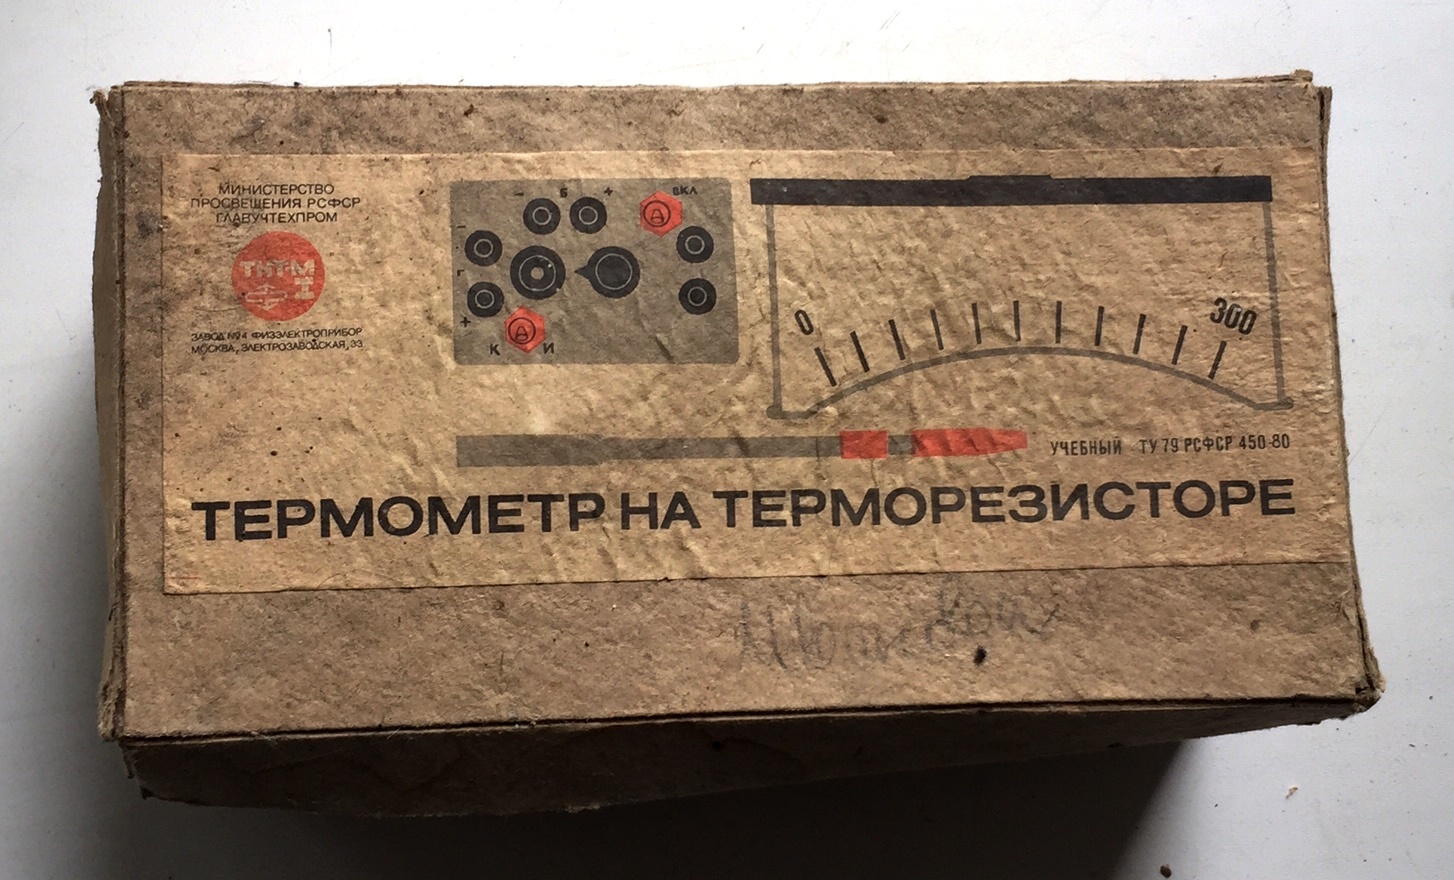 МИНИСТЕРСТВО
ПРОСВЕЩЕНИЯ РСФСР
ГЛАВУЧТЕХПРОМ
ЗАВОД №4 ФИЗЭЛЕКТРОПРИБОР
МОСКВА, ЭЛЕКТРОЗАВОДСКАЯ, 33
- Б +
ВКЛ
А
-
Г
+
А
К И
0
300
УЧЕБНЫЙ ТУ 79 РСФСР 450-80
ТЕРМОМЕТР НА ТЕРМОРЕЗИСТОРЕ